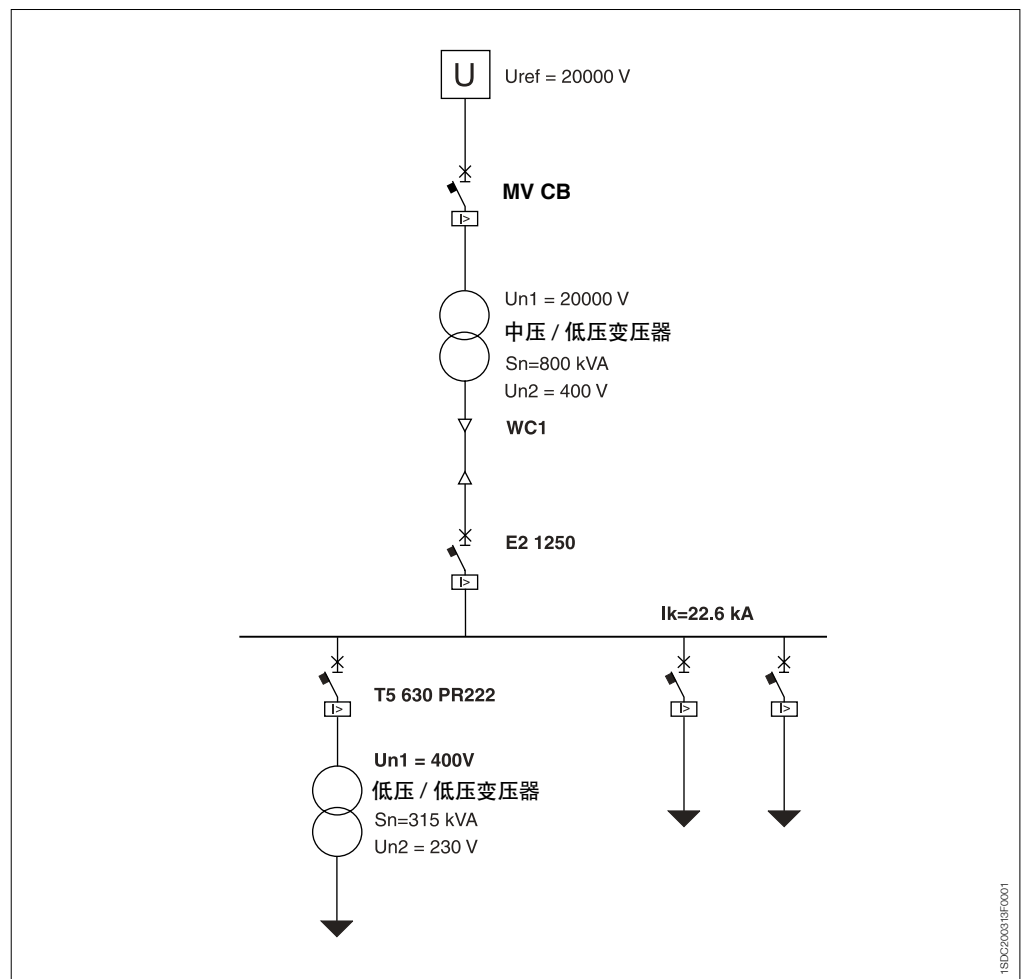 U
Uref = 20000 V
MV CB
I>
Un1 = 20000 V
中压 / 低压变压器
Sn=800 kVA
Un2 = 400 V
WC1
E2 1250
I>
Ik=22.6 kA
T5 630 PR222
I>
I>
I>
Un1 = 400V
低压 / 低压变压器
Sn=315 kVA
Un2 = 230 V
1SDC200313F0001